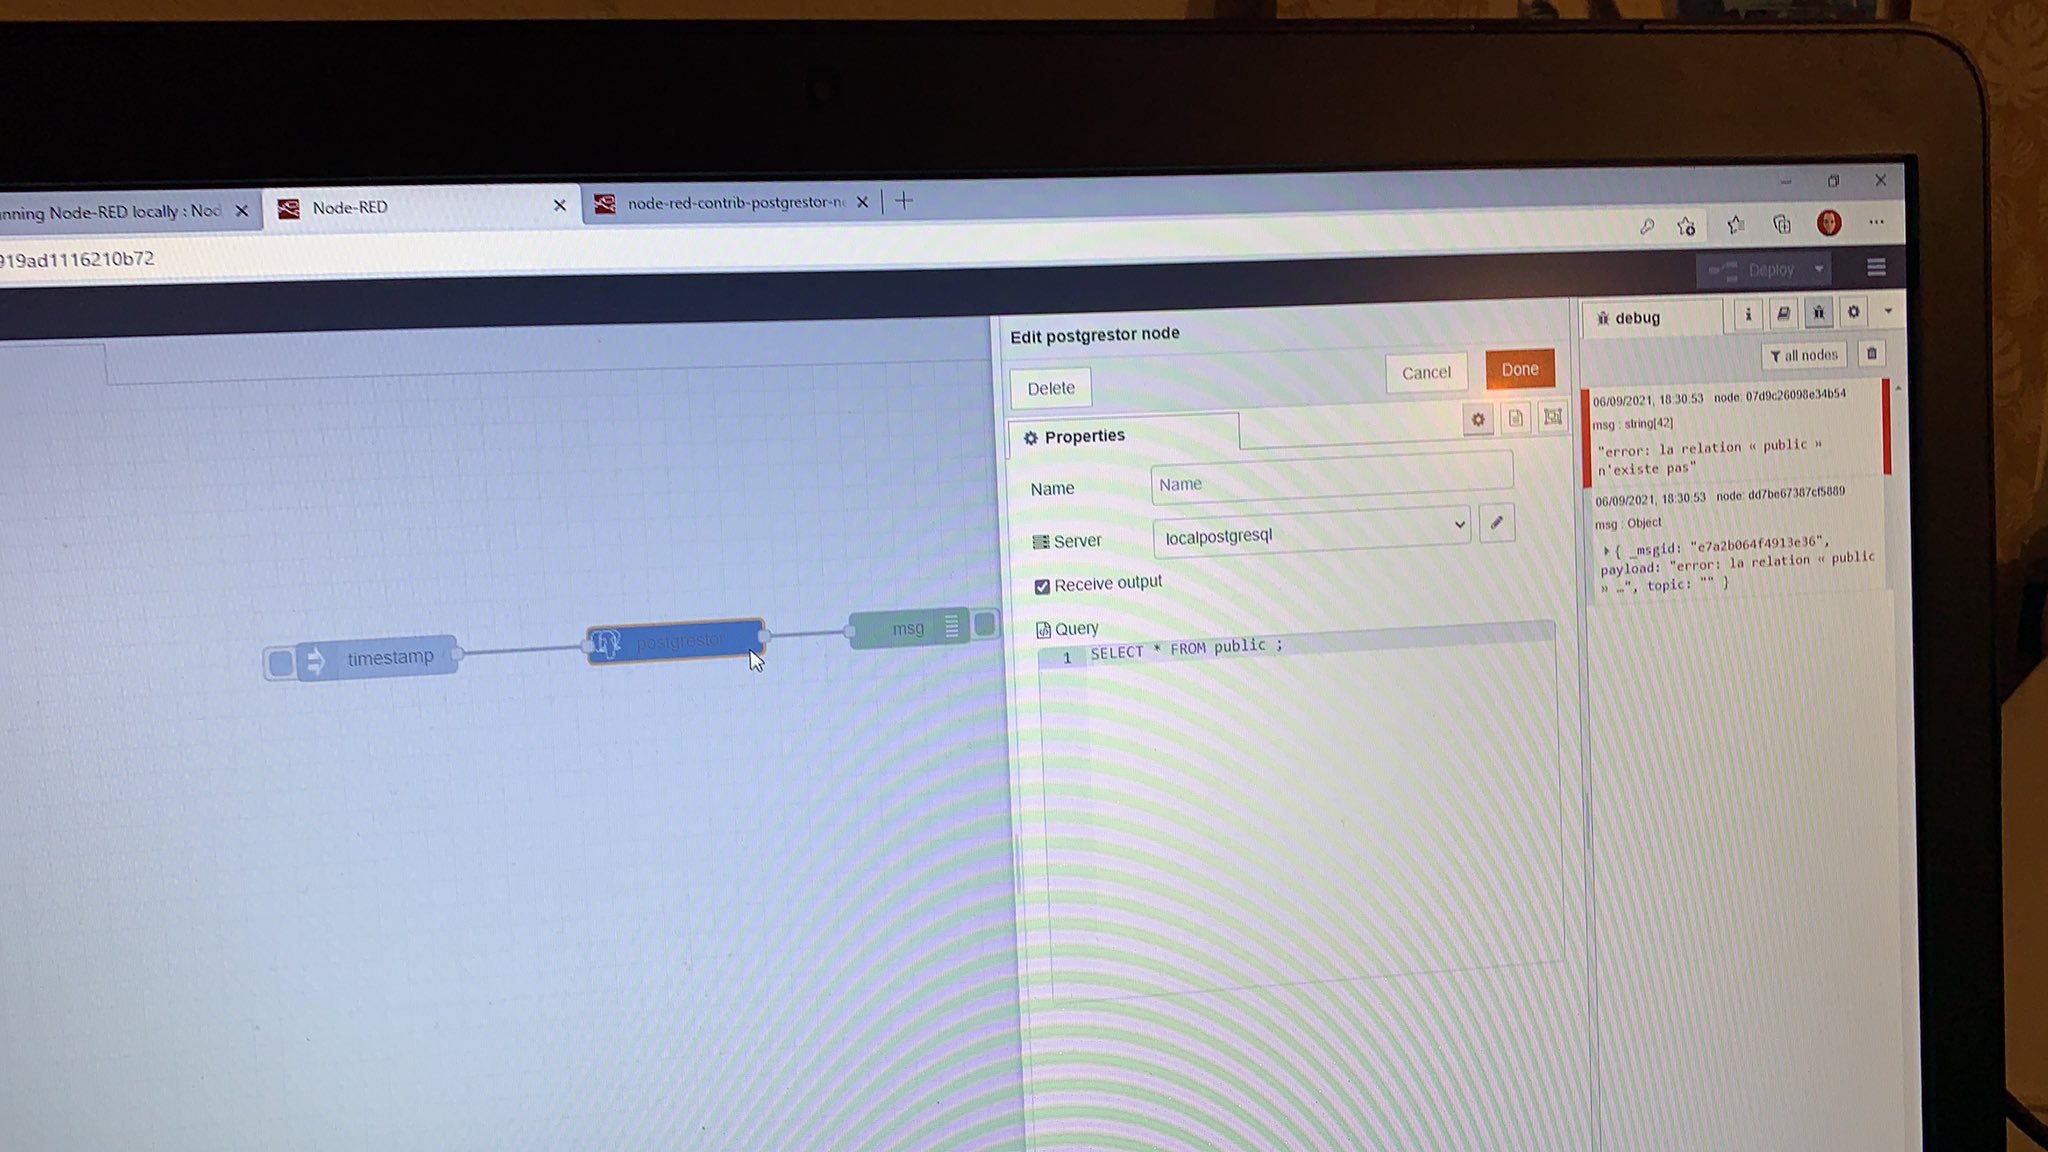 unning Node-RED locally : Nod
Node-RED
node-red-contrib-postgrestor-n
919ad1116210b72
Deploy
Edit postgrestor node
Delete
Cancel
Done
Properties
Name
Name
Server
localpostgresql
Receive output
Query
1 SELECT * FROM public ;
timestamp
postgrestor
msg
debug
i
all nodes
06/09/2021, 18:30:53 node: 07d9c26098e34b54
msg : string[42]
"error: la relation « public »
n'existe pas"
06/09/2021, 18:30:53 node: dd7be67387cf5889
msg : Object
{ _msgid: "e7a2b064f4913e36",
payload: "error: la relation « public
» …", topic: "" }